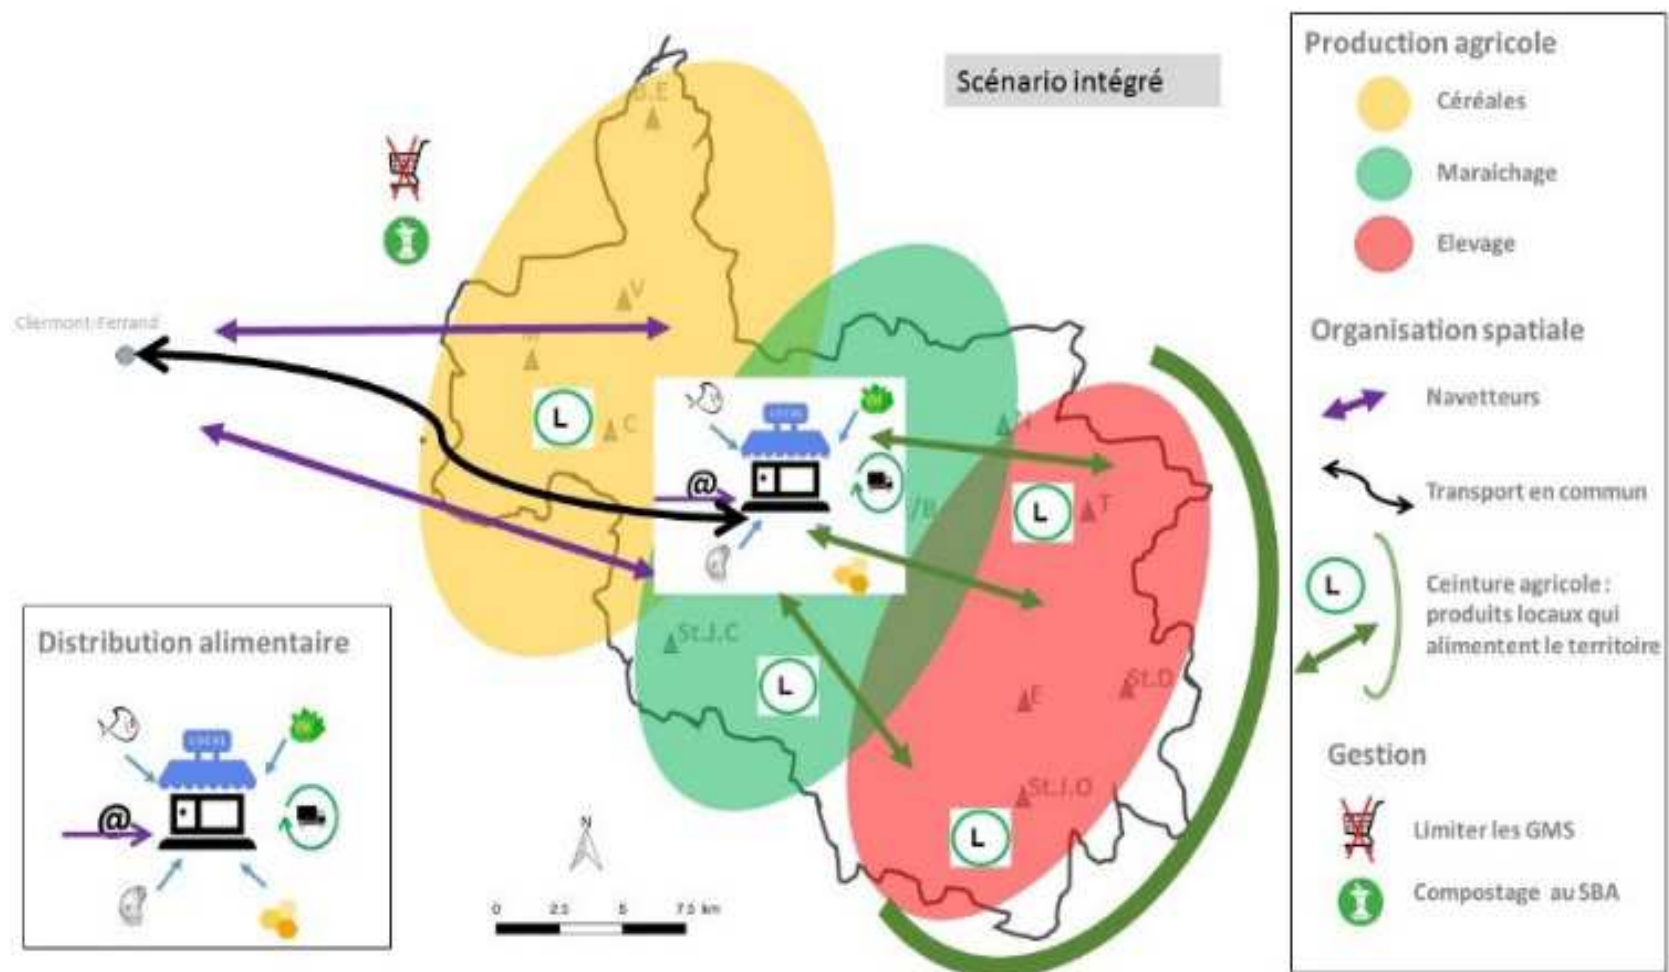 Scénario intégré
B.E
Clermont-Ferrand
V
M
C
L
LOCAL
@
/B
T
L
St.J.C
L
E
St.D
St.J.O
L
N
0 2.5 5 7.5 km
Distribution alimentaire
LOCAL
@
Production agricole
Céréales
Maraichage
Elevage
Organisation spatiale
Navetteurs
Transport en commun
L
Ceinture agricole :
produits locaux qui
alimentent le territoire
Gestion
Limiter les GMS
Compostage au SBA